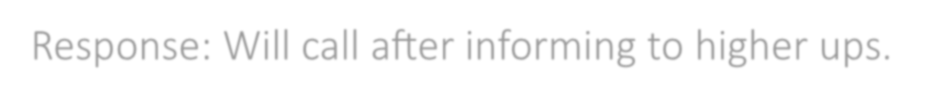 Response: Will call after informing to higher ups.